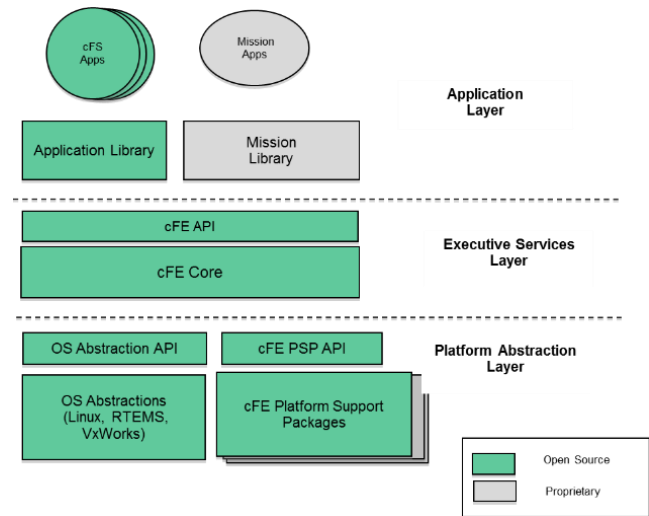 cFS
Apps
Mission
Apps
Application
Layer
Application Library
Mission
Library
cFE API
Executive Services
Layer
cFE Core
OS Abstraction API
cFE PSP API
Platform Abstraction
Layer
OS Abstractions
(Linux, RTEMS,
VxWorks)
cFE Platform Support
Packages
Open Source
Proprietary